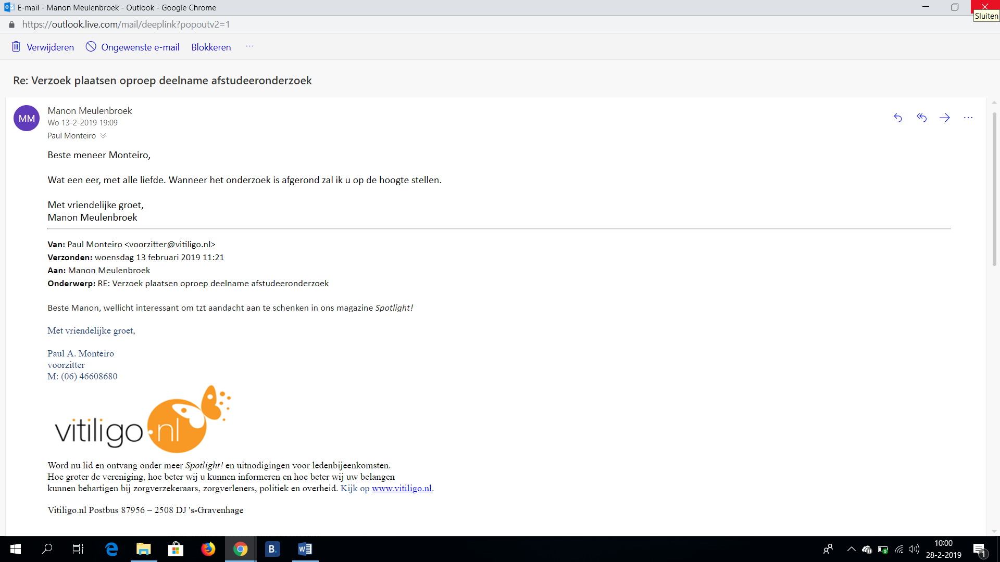 E-mail - Manon Meulenbroek - Outlook - Google Chrome
Sluiten
https://outlook.live.com/mail/deeplink?popoutv2=1
Verwijderen Ongewenste e-mail Blokkeren ...
Re: Verzoek plaatsen oproep deelname afstudeeronderzoek
MM
Manon Meulenbroek
Wo 13-2-2019 19:09
Paul Monteiro
Beste meneer Monteiro,
Wat een eer, met alle liefde. Wanneer het onderzoek is afgerond zal ik u op de hoogte stellen.
Met vriendelijke groet,
Manon Meulenbroek
Van: Paul Monteiro <voorzitter@vitiligo.nl>
Verzonden: woensdag 13 februari 2019 11:21
Aan: Manon Meulenbroek
Onderwerp: RE: Verzoek plaatsen oproep deelname afstudeeronderzoek
Beste Manon, wellicht interessant om tzt aandacht aan te schenken in ons magazine Spotlight!
Met vriendelijke groet,
Paul A. Monteiro
voorzitter
M: (06) 46608680
vitiligo.nl
Word nu lid en ontvang onder meer Spotlight! en uitnodigingen voor ledenbijeenkomsten.
Hoe groter de vereniging, hoe beter wij u kunnen informeren en hoe beter wij uw belangen
kunnen behartigen bij zorgverzekeraars, zorgverleners, politiek en overheid. Kijk op www.vitiligo.nl.
Vitiligo.nl Postbus 87956 – 2508 DJ 's-Gravenhage
B.
10:00
28-2-2019
1